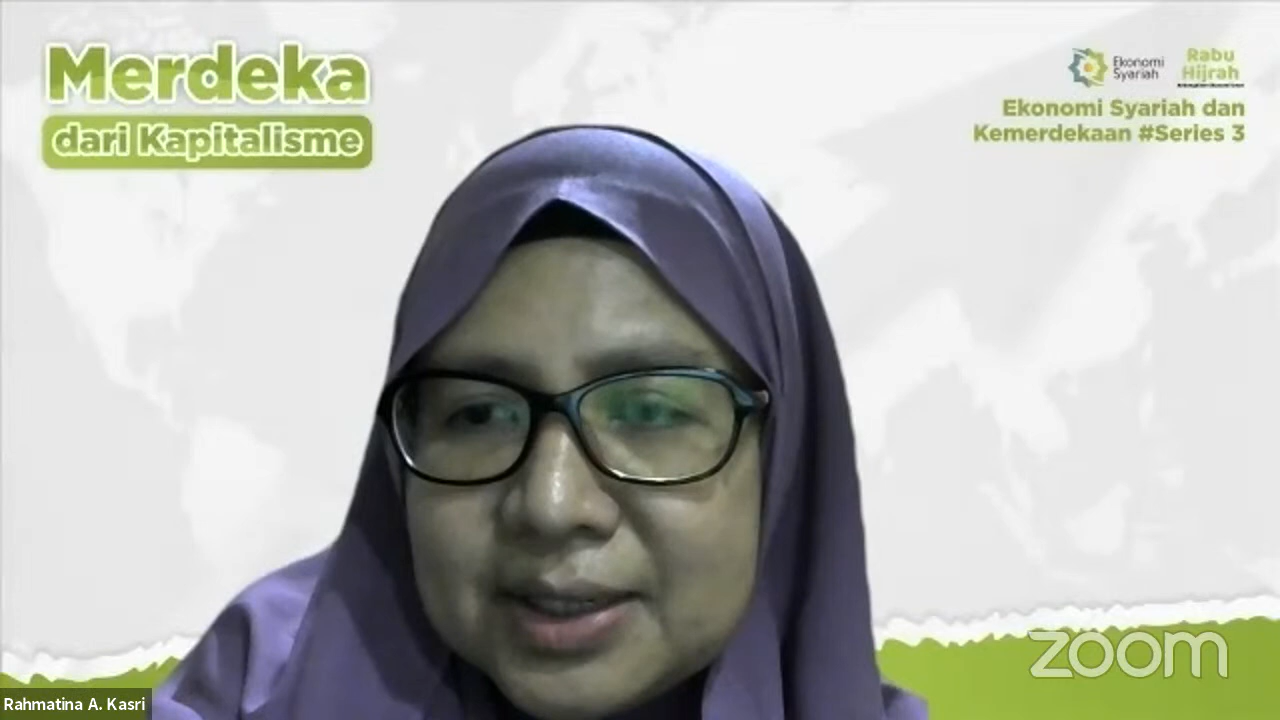 Merdeka
dari Kapitalisme
Ekonomi
Syariah
Rabu
Hijrah
Ekonomi Syariah dan
Kemerdekaan #Series 3
zoom
Rahmatina A. Kasri